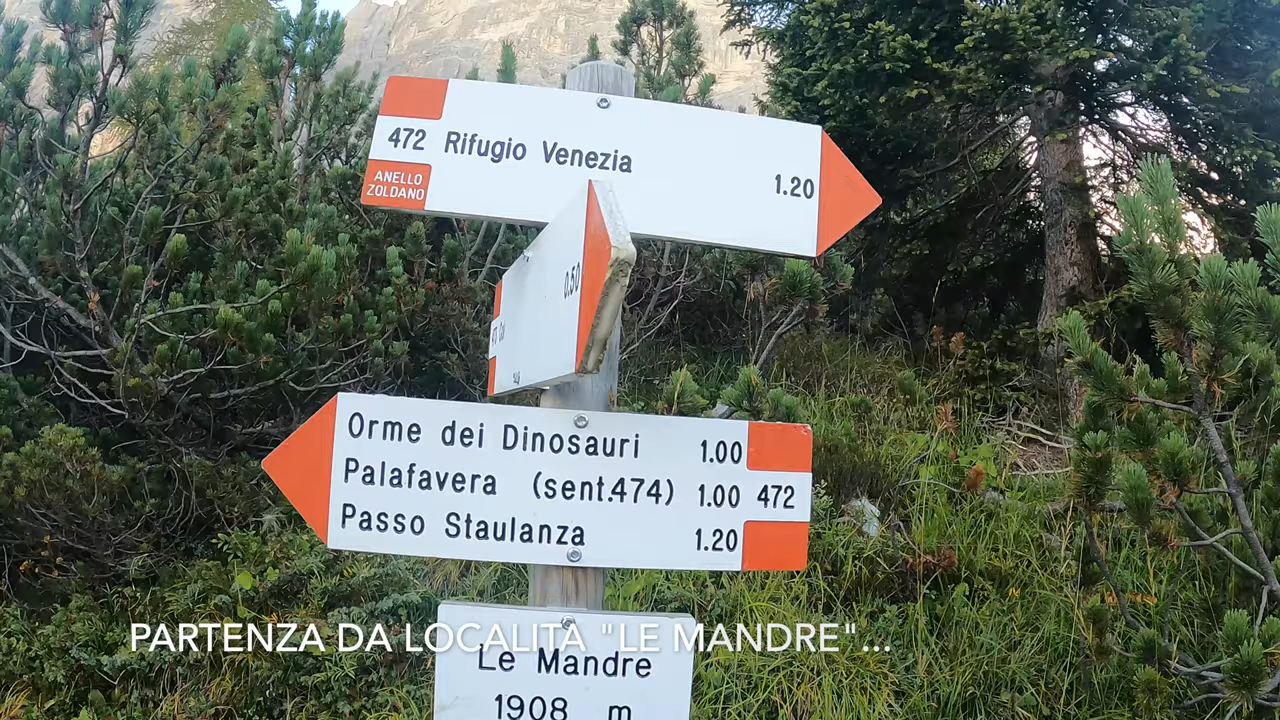 472 Rifugio Venezia 1.20
ANELLO
ZOLDANO
0.50
Orme dei Dinosauri 1.00
Palafavera (sent.474) 1.00 472
Passo Staulanza 1.20
PARTENZA DA LOCALITÀ "LE MANDRE"...
Le Mandre
1908 m